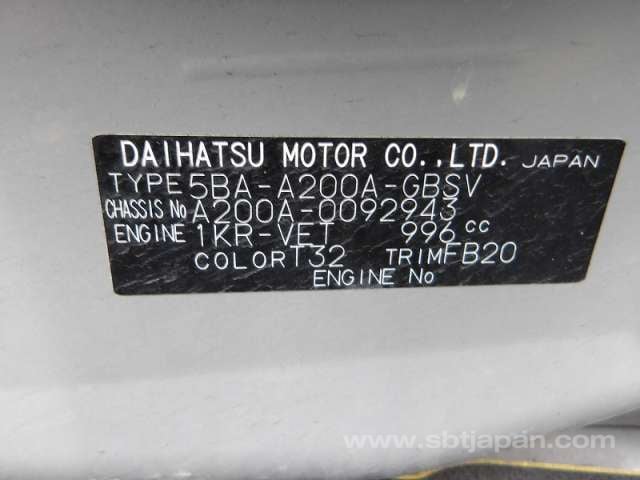 DAIHATSU MOTOR CO.,LTD. JAPAN
TYPE 5BA-A200A-GBSV
CHASSIS No A200A-0092943
ENGINE 1KR-VET 996 cc
COLOR T32 TRIM FB20
ENGINE No
www.sbtjapan.com